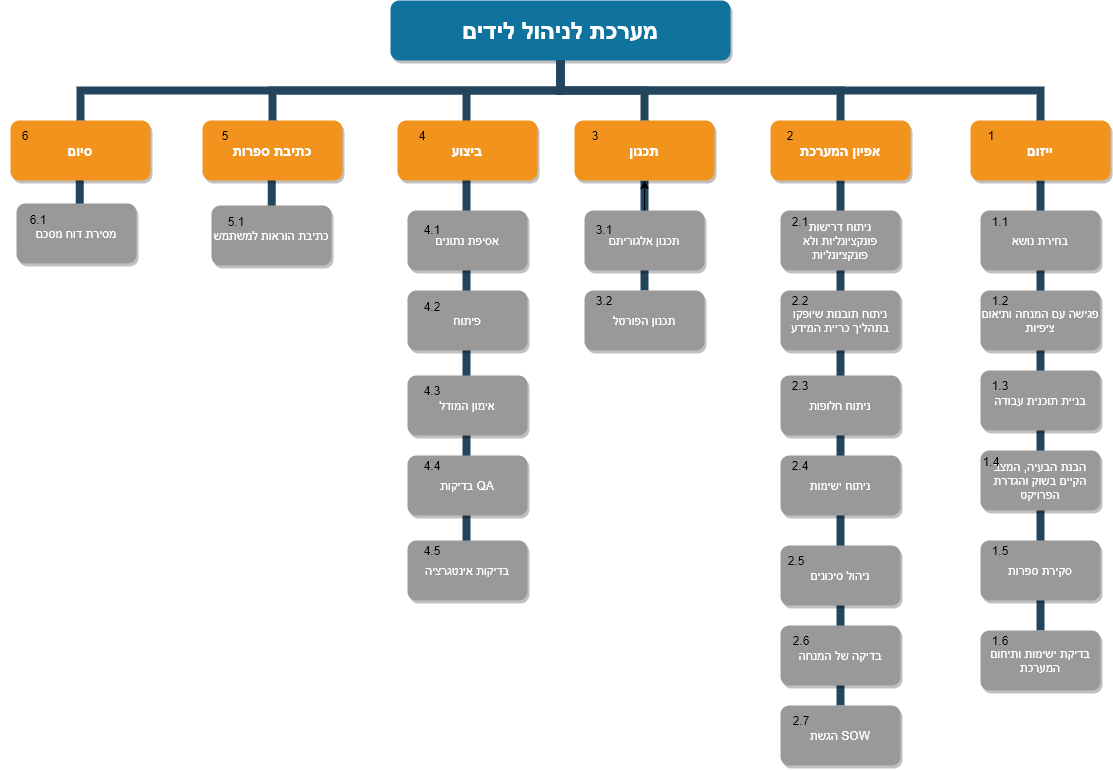 מערכת לניהול לידים
1
ייזום
1.1
בחירת נושא
1.2
פגישה עם המנחה ותיאום
ציפיות
1.3
בניית תוכנית עבודה
1.4
הבנת הבעיה, המצב
הקיים בשוק והגדרת
הפרויקט
1.5
סקירת ספרות
1.6
בדיקת ישימות ותיחום
המערכת
2
אפיון המערכת
2.1
ניתוח דרישות
פונקציונליות ולא
פונקציונליות
2.2
ניתוח תובנות שיופקו
בתהליך כריית המידע
2.3
ניתוח חלופות
2.4
ניתוח ישימות
2.5
ניהול סיכונים
2.6
בדיקה של המנחה
2.7
הגשת SOW
3
תכנון
3.1
תכנון אלגוריתם
3.2
תכנון הפורטל
4
ביצוע
4.1
אסיפת נתונים
4.2
פיתוח
4.3
אימון המודל
4.4
בדיקות QA
4.5
בדיקות אינטגרציה
5
כתיבת ספרות
5.1
כתיבת הוראות למשתמש
6
סיום
6.1
מסירת דוח מסכם